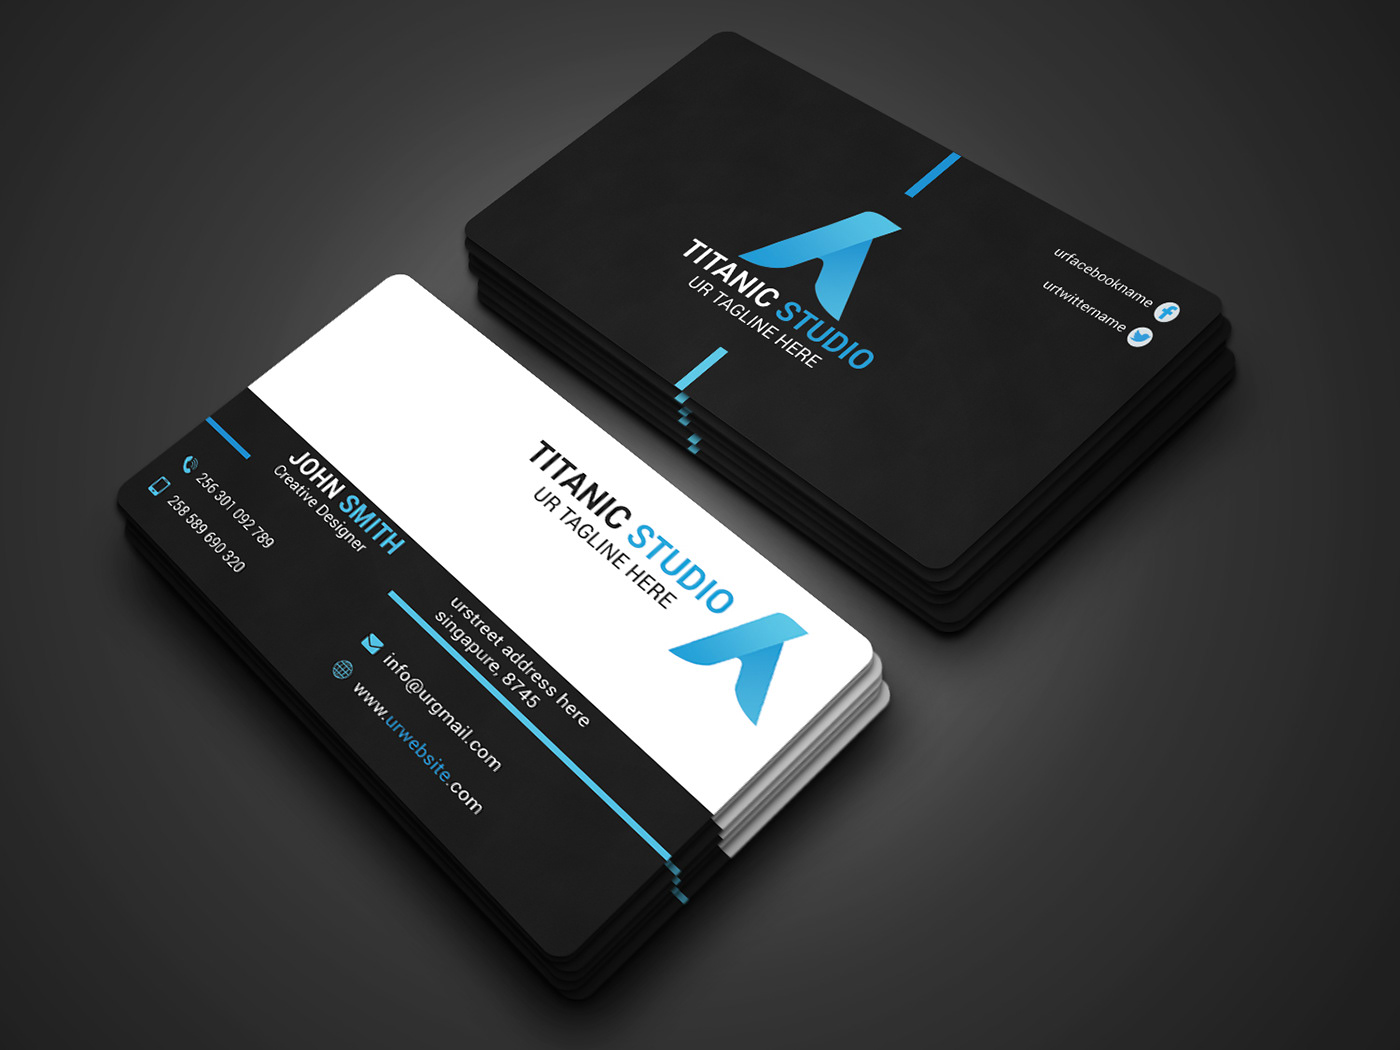 TITANIC STUDIO
UR TAGLINE HERE
urfacebookname
urtwittername
TITANIC STUDIO
UR TAGLINE HERE
JOHN SMITH
Creative Designer
256 301 092 789
258 589 690 320
urstreet address here
singapure, 8745
info@urgmail.com
www.urwebsite.com